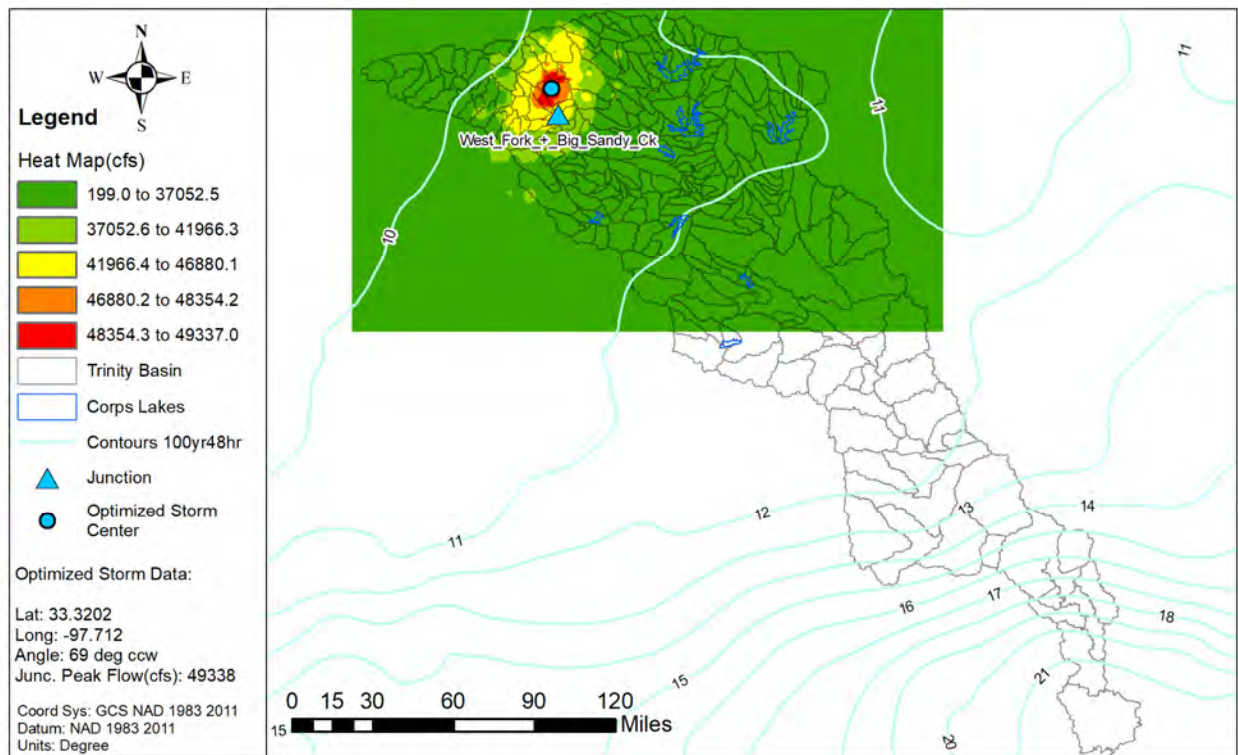 N
W E
S
Legend
Heat Map(cfs)
199.0 to 37052.5
37052.6 to 41966.3
41966.4 to 46880.1
46880.2 to 48354.2
48354.3 to 49337.0
Trinity Basin
Corps Lakes
Contours 100yr48hr
Junction
Optimized Storm
Center
Optimized Storm Data:
Lat: 33.3202
Long: -97.712
Angle: 69 deg ccw
Junc. Peak Flow(cfs): 49338
Coord Sys: GCS NAD 1983 2011
Datum: NAD 1983 2011
Units: Degree
11
11
West_Fork_+_Big_Sandy_Ck
10
11
12
13
14
16
17
18
15
21
20
15
0 15 30 60 90 120
Miles